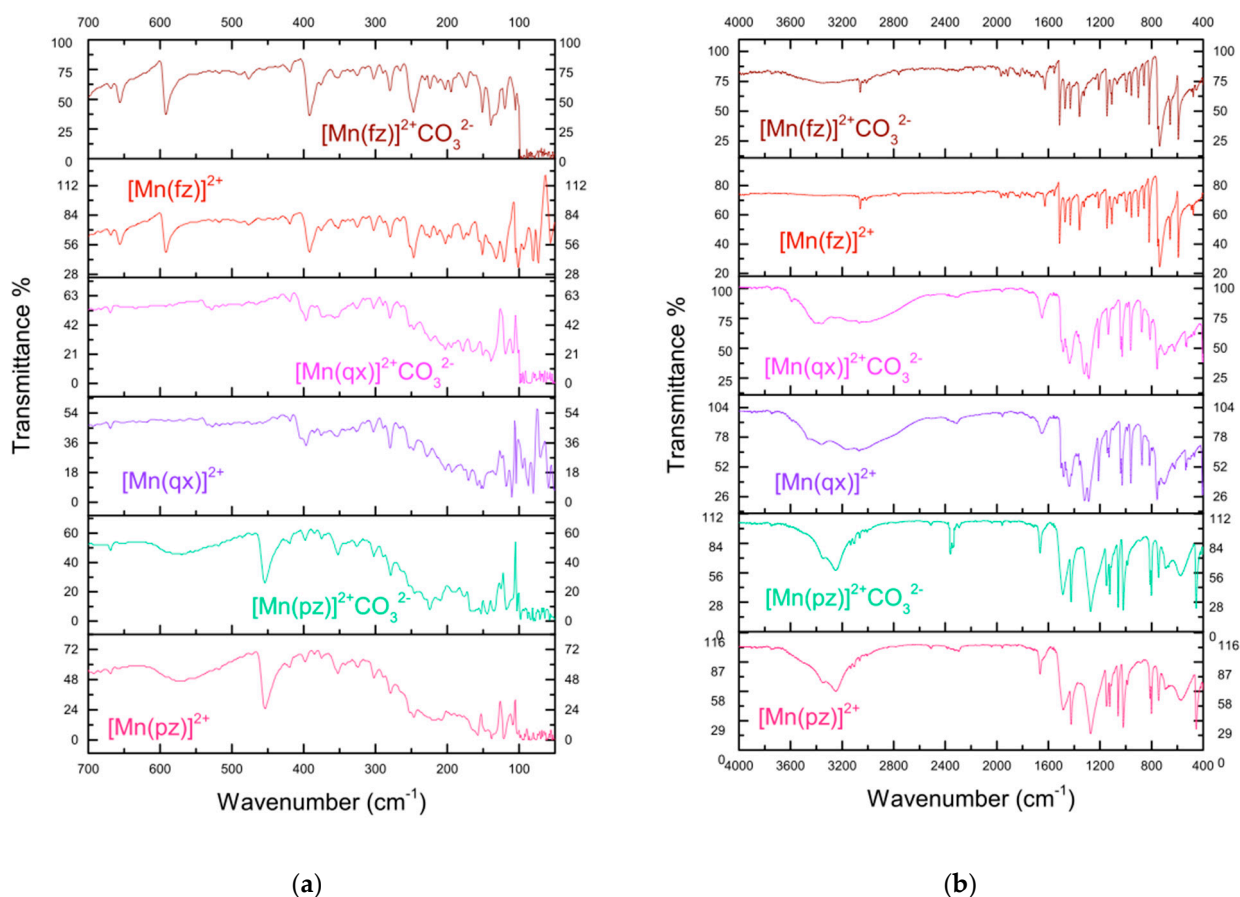 700 600 500 400 300 200 100
100 100
75 75
50 50
25 25
0 0
[Mn(fz)]²⁺CO₃²⁻
112 112
84 84
56 56
28 28
[Mn(fz)]²⁺
63 63
42 42
21 21
0 0
[Mn(qx)]²⁺CO₃²⁻
54 54
36 36
18 18
0 0
[Mn(qx)]²⁺
60 60
40 40
20 20
0 0
[Mn(pz)]²⁺CO₃²⁻
72 72
48 48
24 24
0 0
[Mn(pz)]²⁺
700 600 500 400 300 200 100
Transmittance %
Wavenumber (cm⁻¹)
(a)
4000 3600 3200 2800 2400 2000 1600 1200 800 400
100 100
75 75
50 50
25 25
[Mn(fz)]²⁺CO₃²⁻
80 80
60 60
40 40
20 20
[Mn(fz)]²⁺
100 100
75 75
50 50
25 25
[Mn(qx)]²⁺CO₃²⁻
104 104
78 78
52 52
26 26
[Mn(qx)]²⁺
112 112
84 84
56 56
28 28
0 0
[Mn(pz)]²⁺CO₃²⁻
116 116
87 87
58 58
29 29
0 0
[Mn(pz)]²⁺
4000 3600 3200 2800 2400 2000 1600 1200 800 400
Transmittance %
Wavenumber (cm⁻¹)
(b)